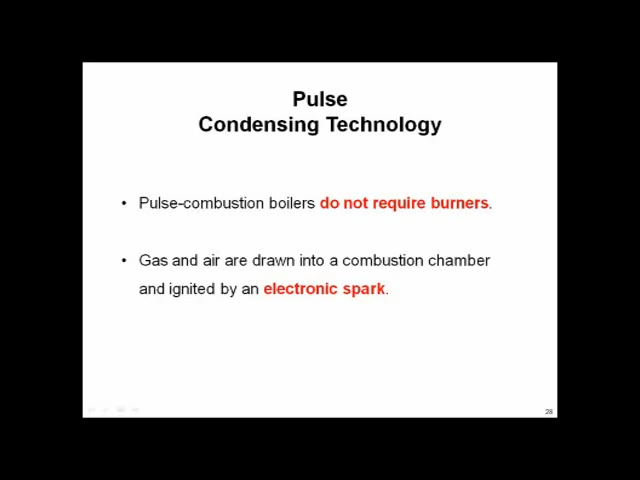 Pulse
Condensing Technology
• Pulse-combustion boilers do not require burners.
• Gas and air are drawn into a combustion chamber
and ignited by an electronic spark.
28